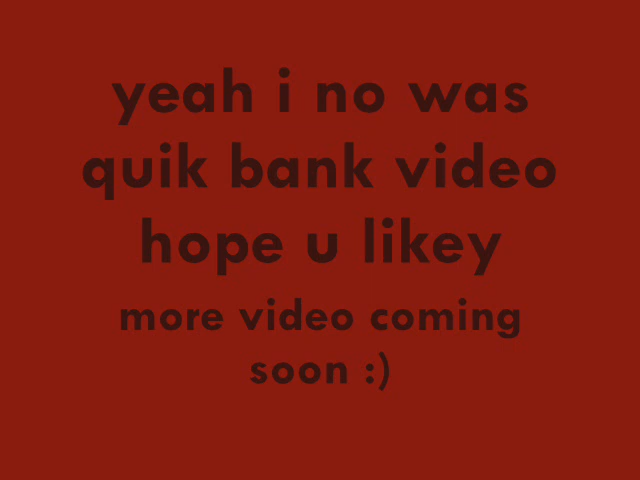 yeah i no was
quik bank video
hope u likey
more video coming
soon :)